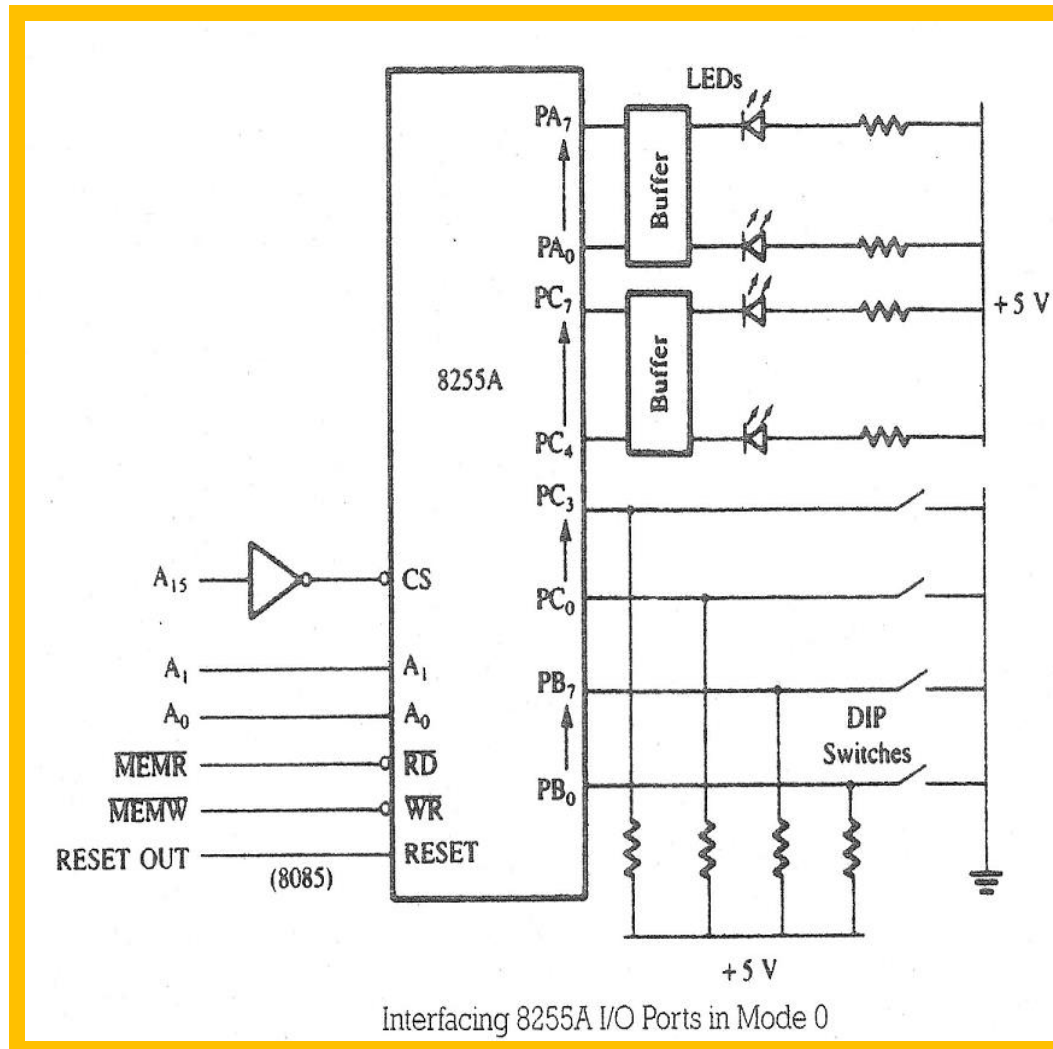 LEDs
PA7
Buffer
PA0
PC7
+5 V
8255A
Buffer
PC4
PC3
A15
CS
PC0
A1
A1
PB7
A0
A0
DIP
Switches
MEMR
RD
PB0
MEMW
WR
RESET OUT
RESET
(8085)
+5 V
Interfacing 8255A I/O Ports in Mode 0